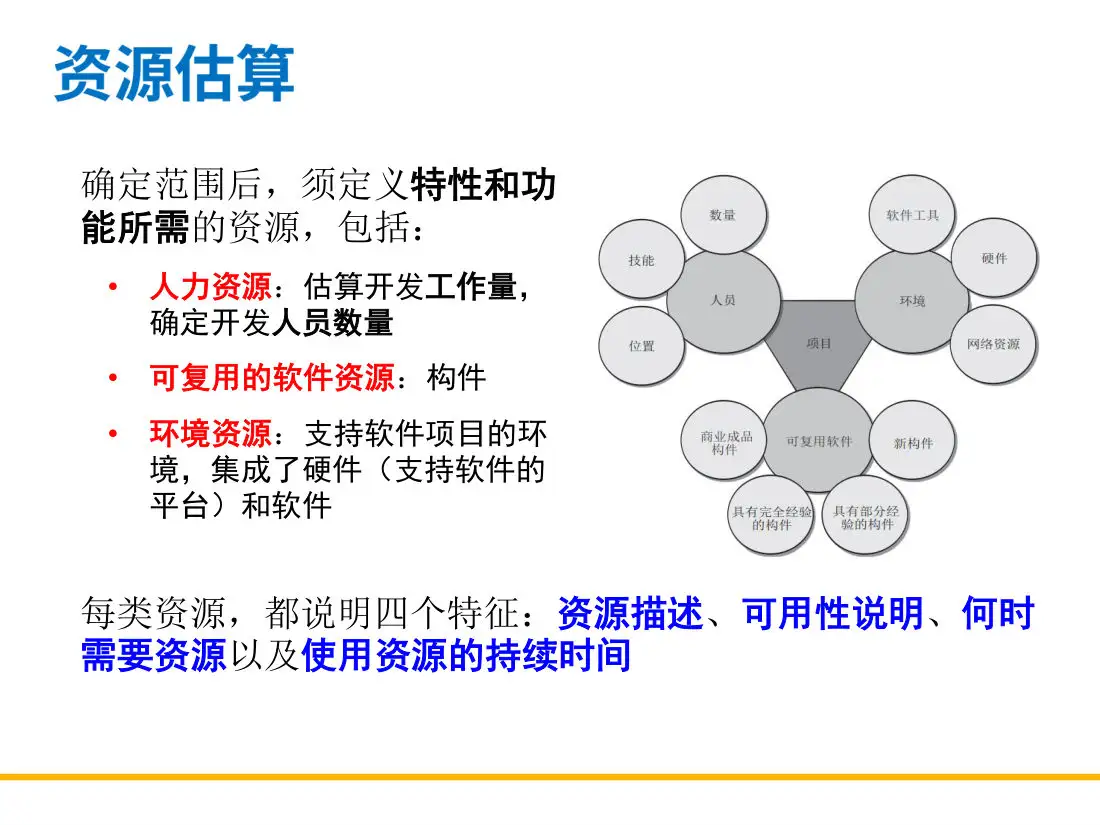 资源估算
确定范围后，须定义特性和功
能所需的资源，包括：
• 人力资源：估算开发工作量，
确定开发人员数量
• 可复用的软件资源：构件
• 环境资源：支持软件项目的环
境，集成了硬件（支持软件的
平台）和软件
数量
技能
人员
位置
软件工具
硬件
环境
网络资源
项目
商业成品
构件
可复用软件
新构件
具有完全经验
的构件
具有部分经
验的构件
每类资源，都说明四个特征：资源描述、可用性说明、何时
需要资源以及使用资源的持续时间